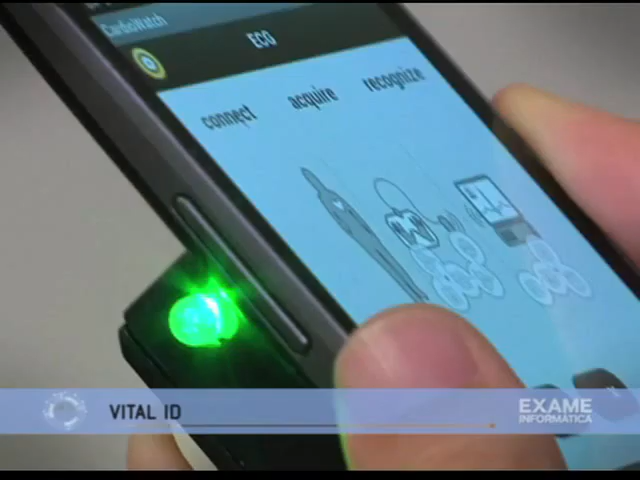 CardioWatch
ECG
connect acquire recognize
VITAL ID
EXAME
INFORMÁTICA